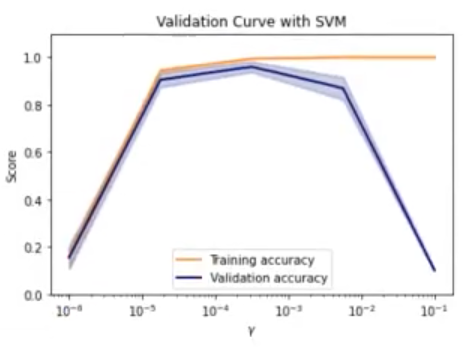 Validation Curve with SVM
1.0
0.8
0.6
0.4
0.2
0.0
Score
Training accuracy
Validation accuracy
10⁻⁶ 10⁻⁵ 10⁻⁴ 10⁻³ 10⁻² 10⁻¹
γ